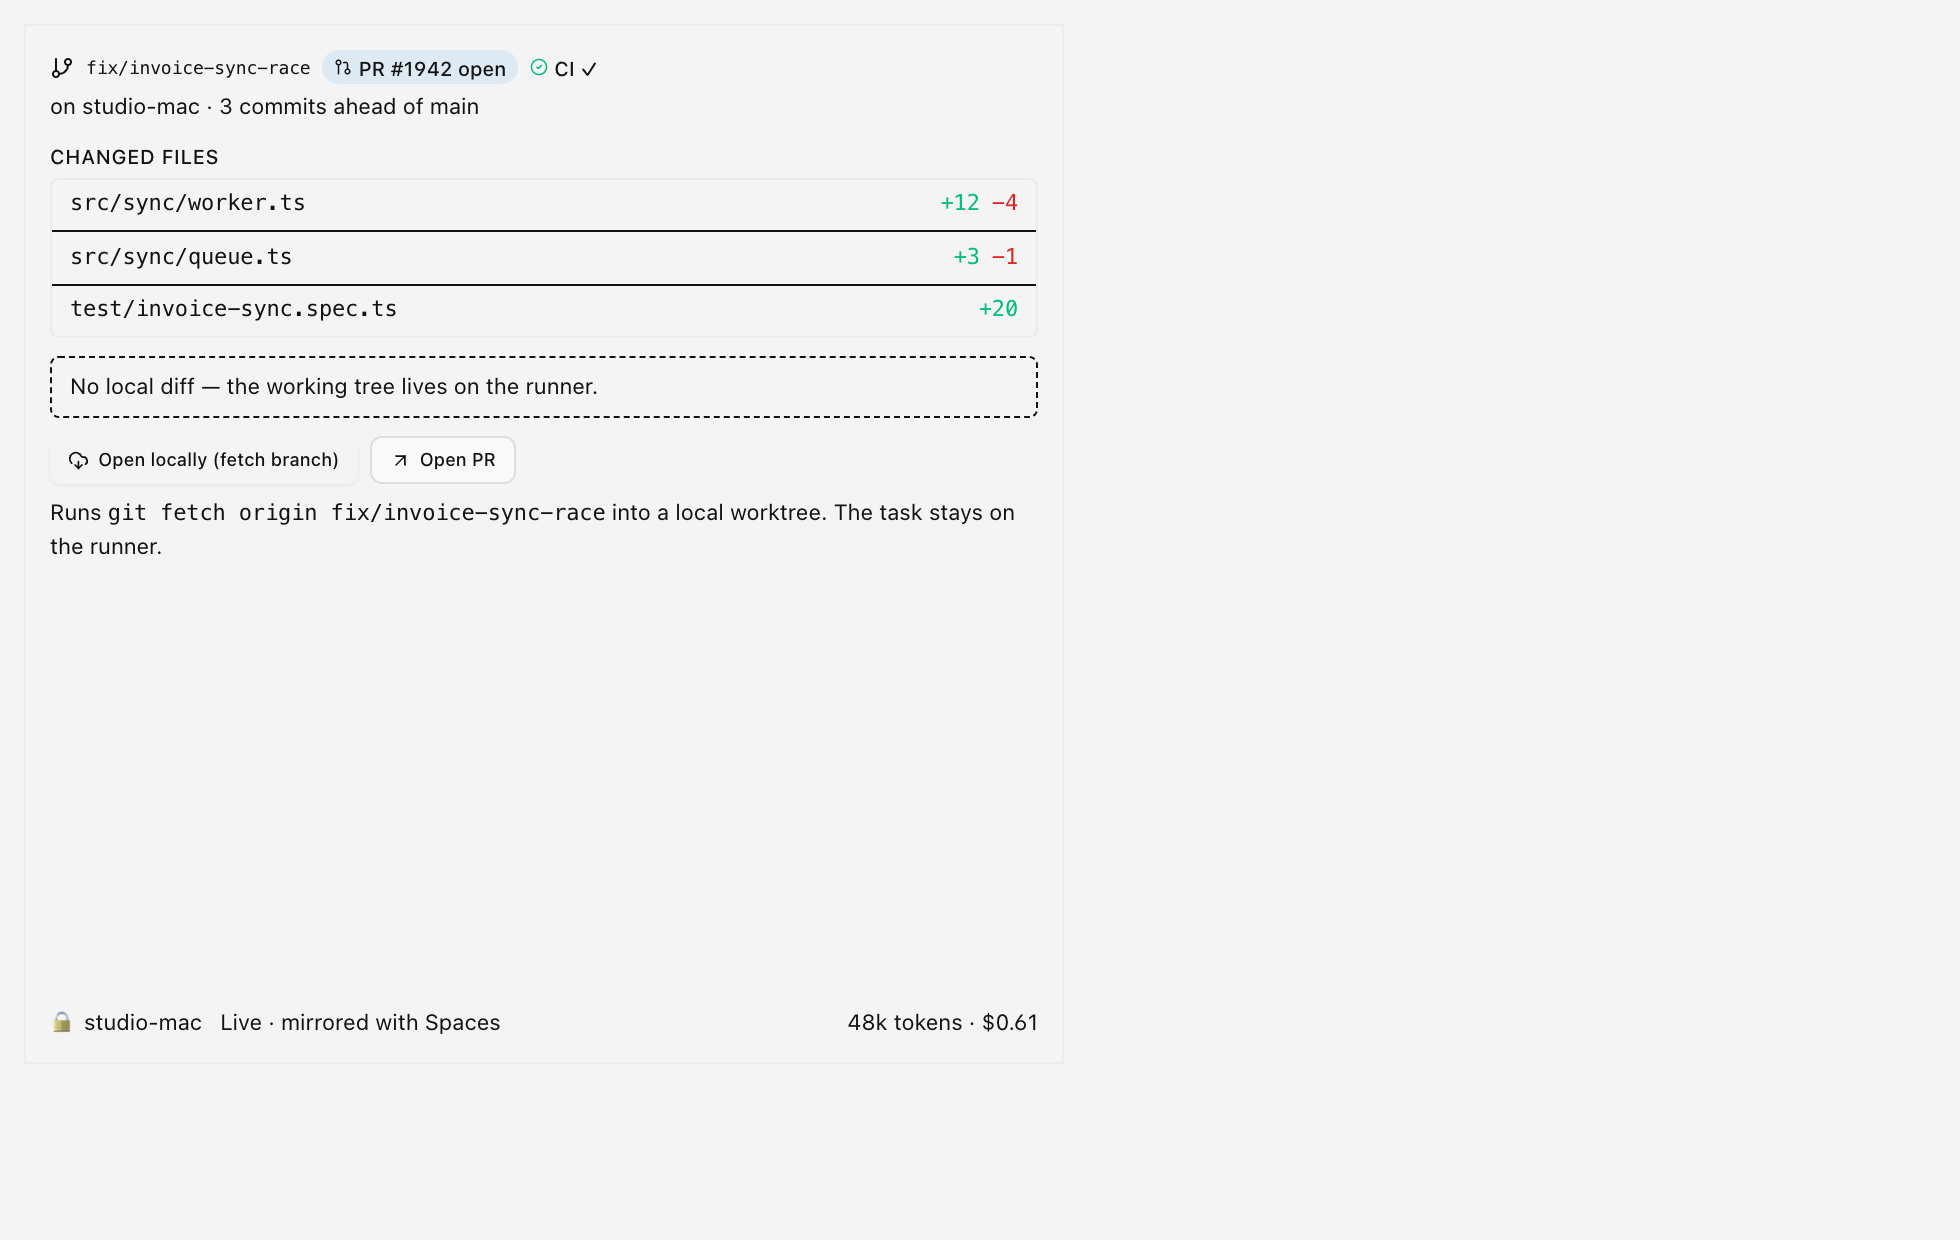 fix/invoice-sync-race PR #1942 open CI ✓
on studio-mac · 3 commits ahead of main
CHANGED FILES
src/sync/worker.ts +12 −4
src/sync/queue.ts +3 −1
test/invoice-sync.spec.ts +20
No local diff — the working tree lives on the runner.
Open locally (fetch branch) Open PR
Runs git fetch origin fix/invoice-sync-race into a local worktree. The task stays on
the runner.
🔒 studio-mac Live · mirrored with Spaces 48k tokens · $0.61